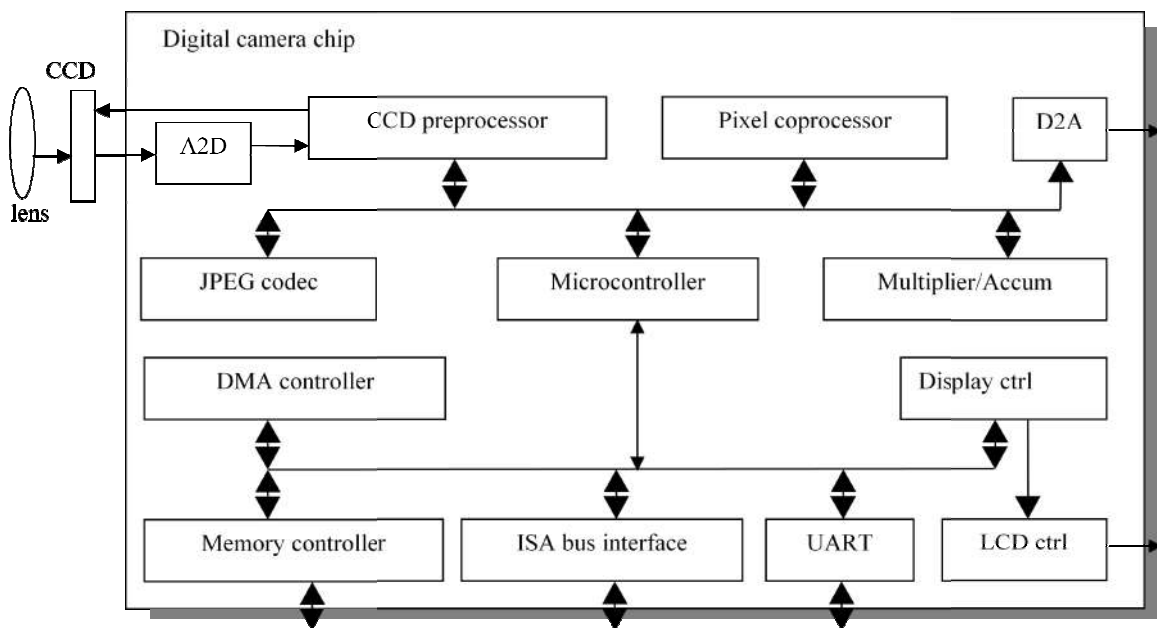 Digital camera chip
CCD
CCD preprocessor
Pixel coprocessor
D2A
A2D
lens
JPEG codec
Microcontroller
Multiplier/Accum
DMA controller
Display ctrl
Memory controller
ISA bus interface
UART
LCD ctrl